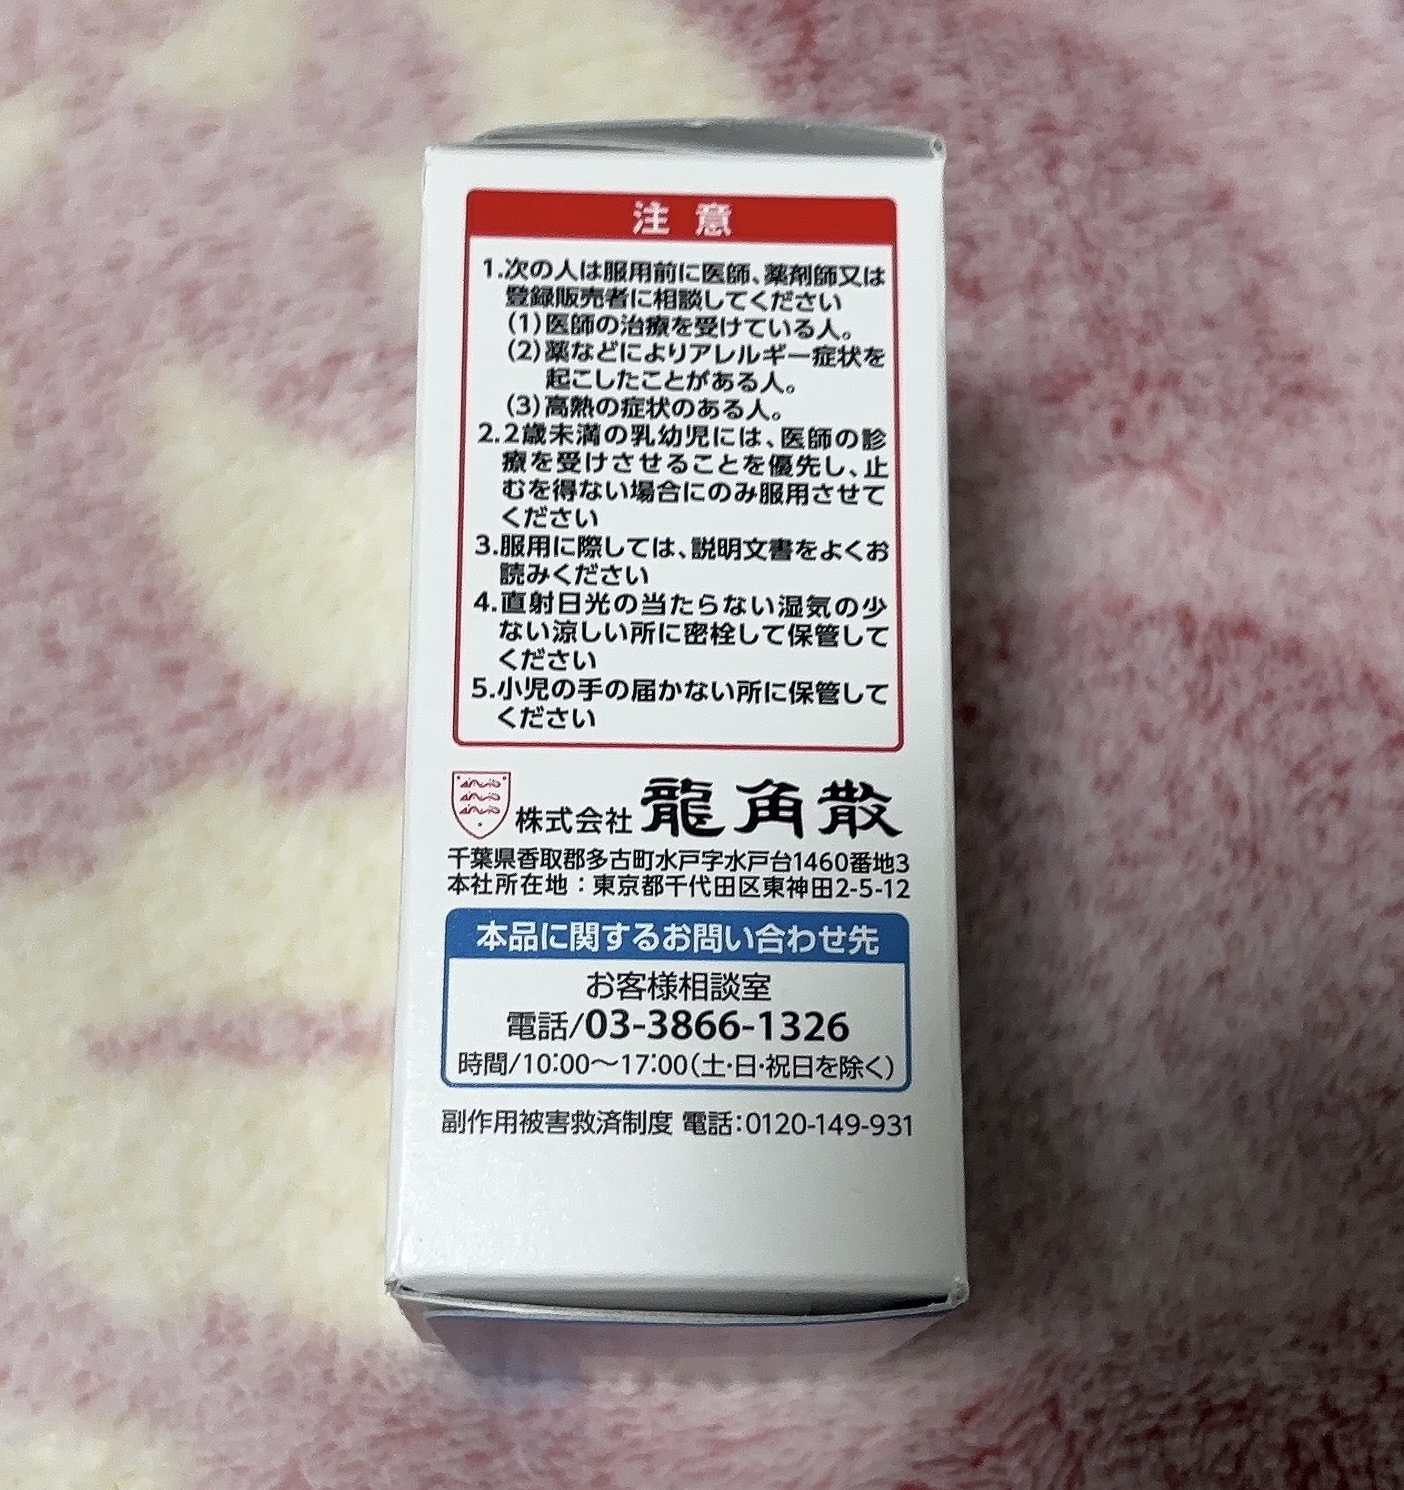 注意
1.次の人は服用前に医師、薬剤師又は
登録販売者に相談してください
(1)医師の治療を受けている人。
(2)薬などによりアレルギー症状を
起こしたことがある人。
(3)高熱の症状のある人。
2.2歳未満の乳幼児には、医師の診
療を受けさせることを優先し、止
むを得ない場合にのみ服用させて
ください
3.服用に際しては、説明文書をよくお
読みください
4.直射日光の当たらない湿気の少
ない涼しい所に密栓して保管して
ください
5.小児の手の届かない所に保管して
ください
株式会社 龍角散
千葉県香取郡多古町水戸字水戸台1460番地3
本社所在地：東京都千代田区東神田2-5-12
本品に関するお問い合わせ先
お客様相談室
電話/03-3866-1326
時間/10:00～17:00(土・日・祝日を除く)
副作用被害救済制度 電話：0120-149-931